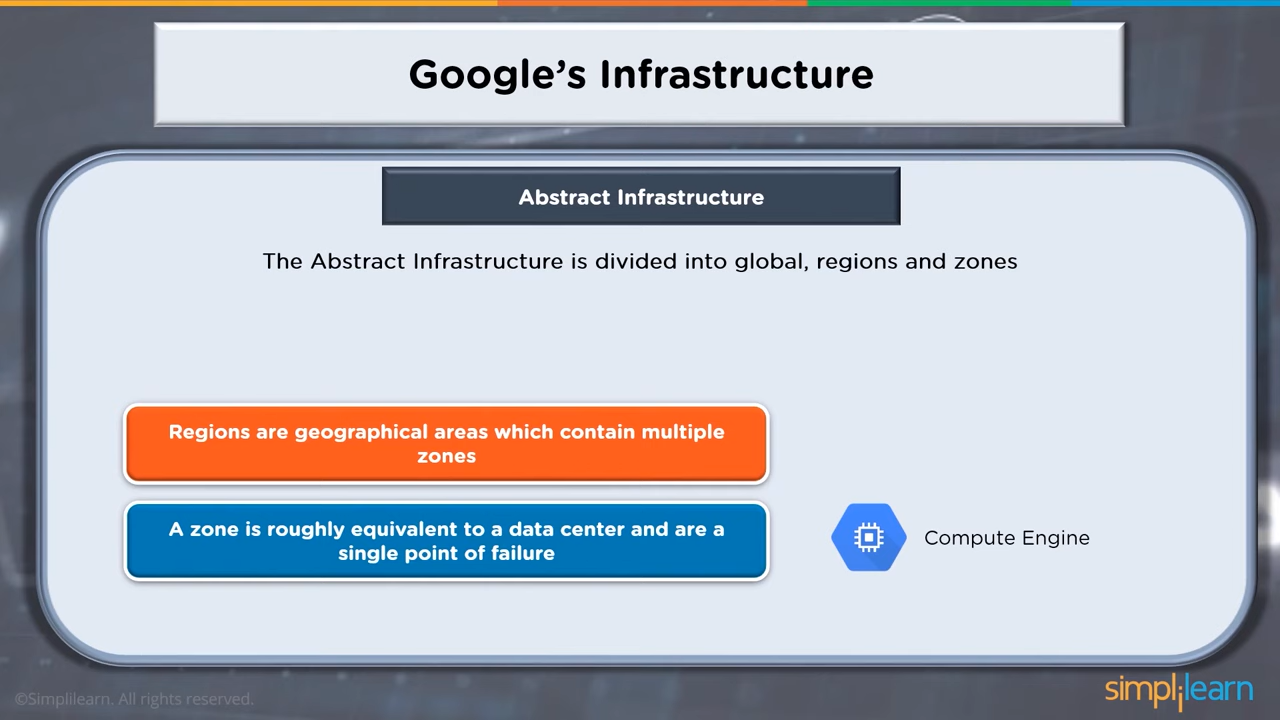 Google’s Infrastructure
Abstract Infrastructure
The Abstract Infrastructure is divided into global, regions and zones
Regions are geographical areas which contain multiple
zones
A zone is roughly equivalent to a data center and are a
single point of failure
Compute Engine
©Simplilearn. All rights reserved.
simplilearn